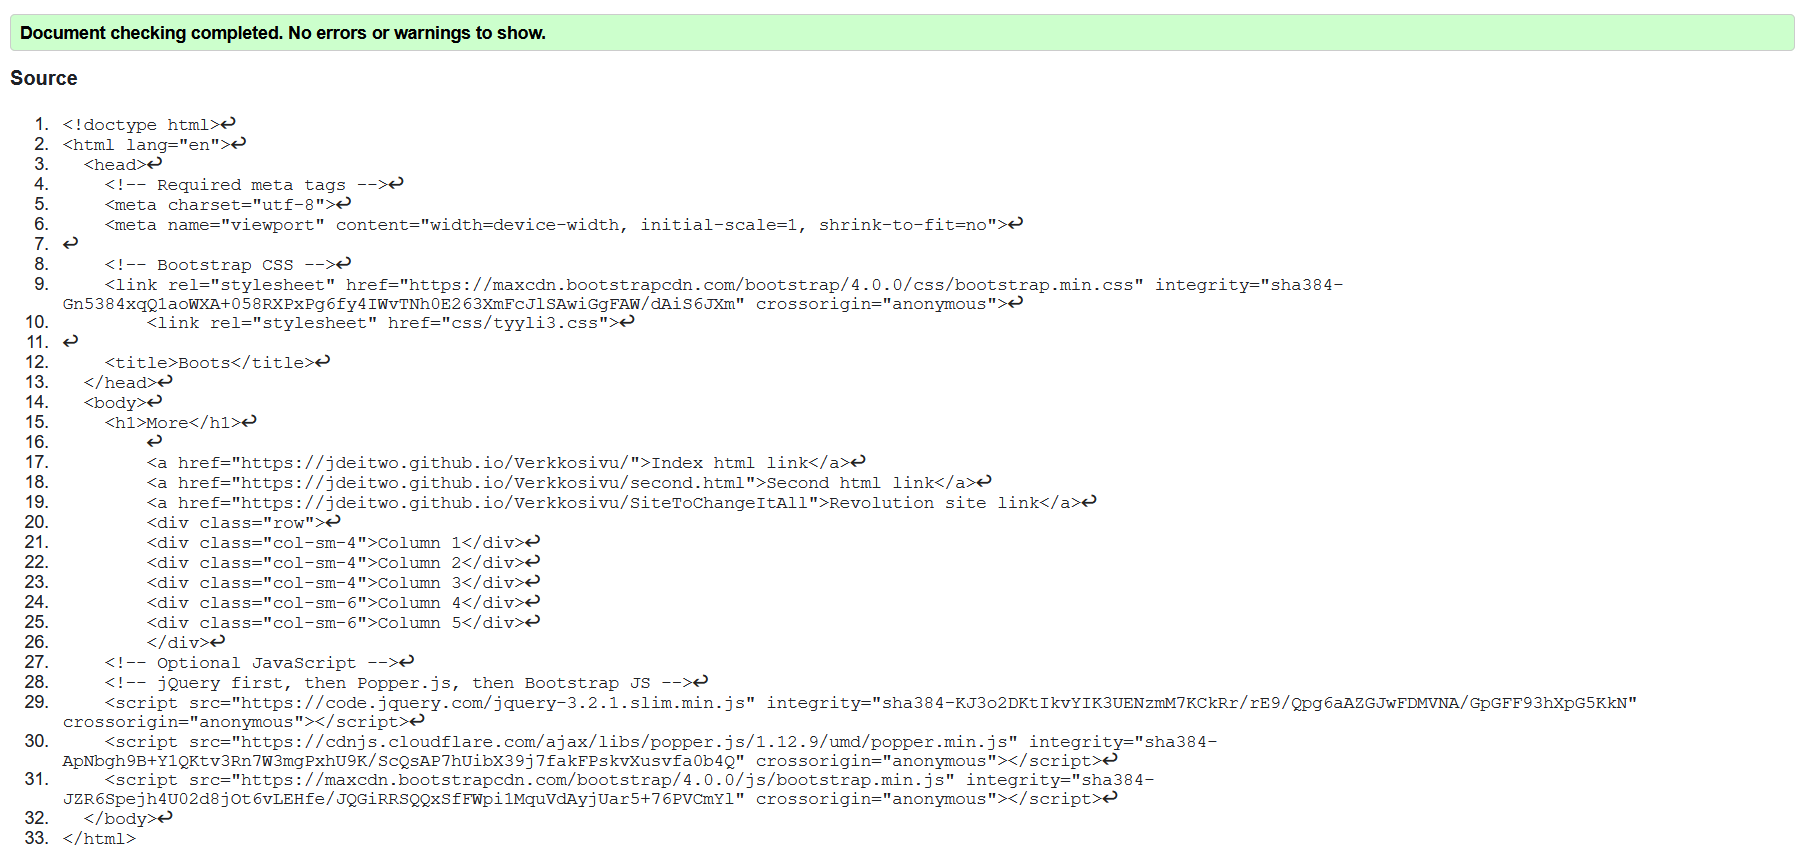 Document checking completed. No errors or warnings to show.
Source
1. <!doctype html>↩
2. <html lang="en">↩
3.   <head>↩
4.     <!-- Required meta tags -->↩
5.     <meta charset="utf-8">↩
6.     <meta name="viewport" content="width=device-width, initial-scale=1, shrink-to-fit=no">↩
7. ↩
8.     <!-- Bootstrap CSS -->↩
9.     <link rel="stylesheet" href="https://maxcdn.bootstrapcdn.com/bootstrap/4.0.0/css/bootstrap.min.css" integrity="sha384-
Gn5384xqQ1aoWXA+058RXPxPg6fy4IWvTNh0E263XmFcJlSAwiGgFAW/dAiS6JXm" crossorigin="anonymous">↩
10.         <link rel="stylesheet" href="css/tyyli3.css">↩
11. ↩
12.     <title>Boots</title>↩
13.   </head>↩
14.   <body>↩
15.     <h1>More</h1>↩
16.         ↩
17.         <a href="https://jdeitwo.github.io/Verkkosivu/">Index html link</a>↩
18.         <a href="https://jdeitwo.github.io/Verkkosivu/second.html">Second html link</a>↩
19.         <a href="https://jdeitwo.github.io/Verkkosivu/SiteToChangeItAll">Revolution site link</a>↩
20.         <div class="row">↩
21.         <div class="col-sm-4">Column 1</div>↩
22.         <div class="col-sm-4">Column 2</div>↩
23.         <div class="col-sm-4">Column 3</div>↩
24.         <div class="col-sm-6">Column 4</div>↩
25.         <div class="col-sm-6">Column 5</div>↩
26.         </div>↩
27.     <!-- Optional JavaScript -->↩
28.     <!-- jQuery first, then Popper.js, then Bootstrap JS -->↩
29.     <script src="https://code.jquery.com/jquery-3.2.1.slim.min.js" integrity="sha384-KJ3o2DKtIkvYIK3UENzmM7KCkRr/rE9/Qpg6aAZGJwFDMVNA/GpGFF93hXpG5KkN"
crossorigin="anonymous"></script>↩
30.     <script src="https://cdnjs.cloudflare.com/ajax/libs/popper.js/1.12.9/umd/popper.min.js" integrity="sha384-
ApNbgh9B+Y1QKtv3Rn7W3mgPxhU9K/ScQsAP7hUibX39j7fakFPskvXusvfa0b4Q" crossorigin="anonymous"></script>↩
31.     <script src="https://maxcdn.bootstrapcdn.com/bootstrap/4.0.0/js/bootstrap.min.js" integrity="sha384-
JZR6Spejh4U02d8jOt6vLEHfe/JQGiRRSQQxSfFWpi1MquVdAyjUar5+76PVCmYl" crossorigin="anonymous"></script>↩
32.   </body>↩
33. </html>